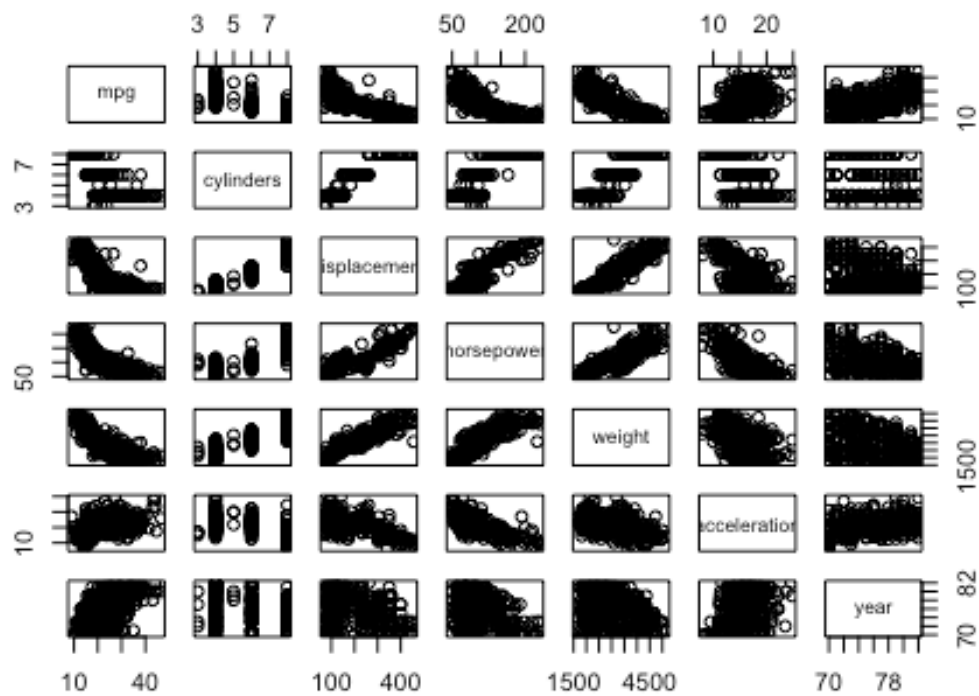 3 5 7 50 200 10 20
mpg 10
3 7 cylinders
isplacemen 100
50 horsepowe
weight 1500
10 acceleration
year 70 82
10 40 100 400 1500 4500 70 78